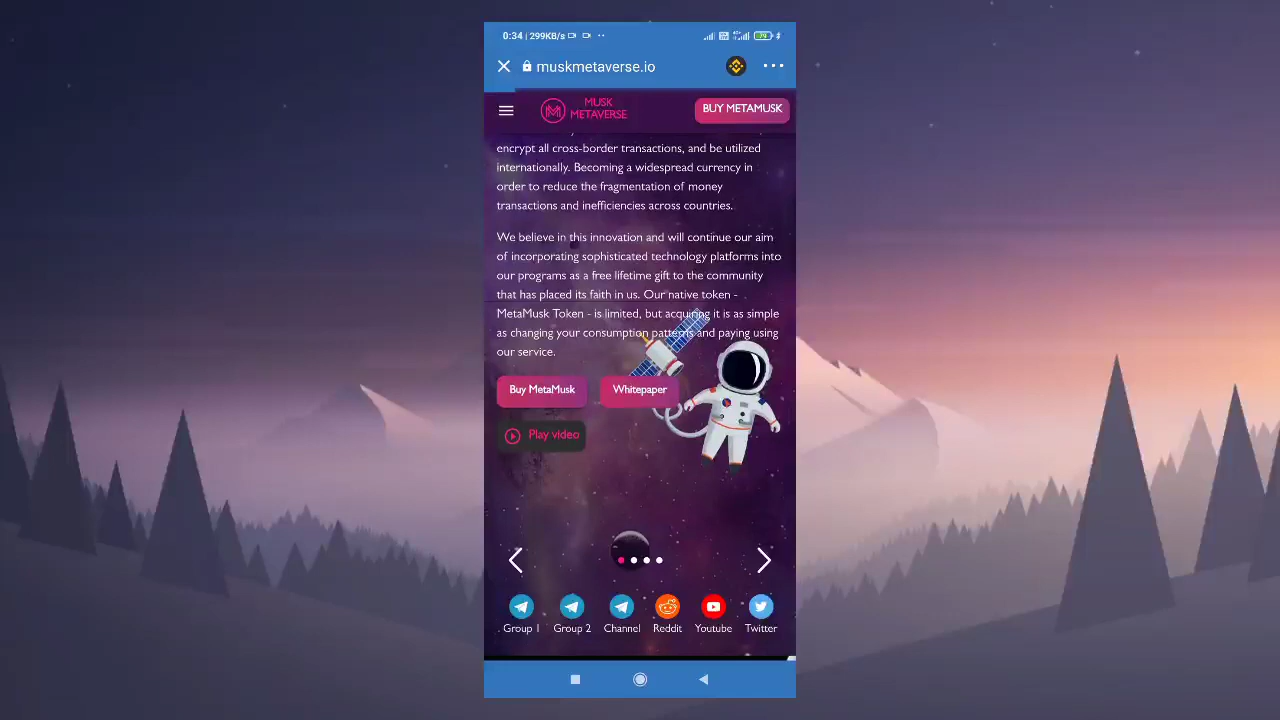 0:34 | 299KB/s
79
muskmetaverse.io
MUSK
METAVERSE
BUY METAMUSK
encrypt all cross-border transactions, and be utilized
internationally. Becoming a widespread currency in
order to reduce the fragmentation of money
transactions and inefficiencies across countries.
We believe in this innovation and will continue our aim
of incorporating sophisticated technology platforms into
our programs as a free lifetime gift to the community
that has placed its faith in us. Our native token -
MetaMusk Token - is limited, but acquiring it is as simple
as changing your consumption patterns and paying using
our service.
Buy MetaMusk
Whitepaper
Play video
Group 1
Group 2
Channel
Reddit
Youtube
Twitter